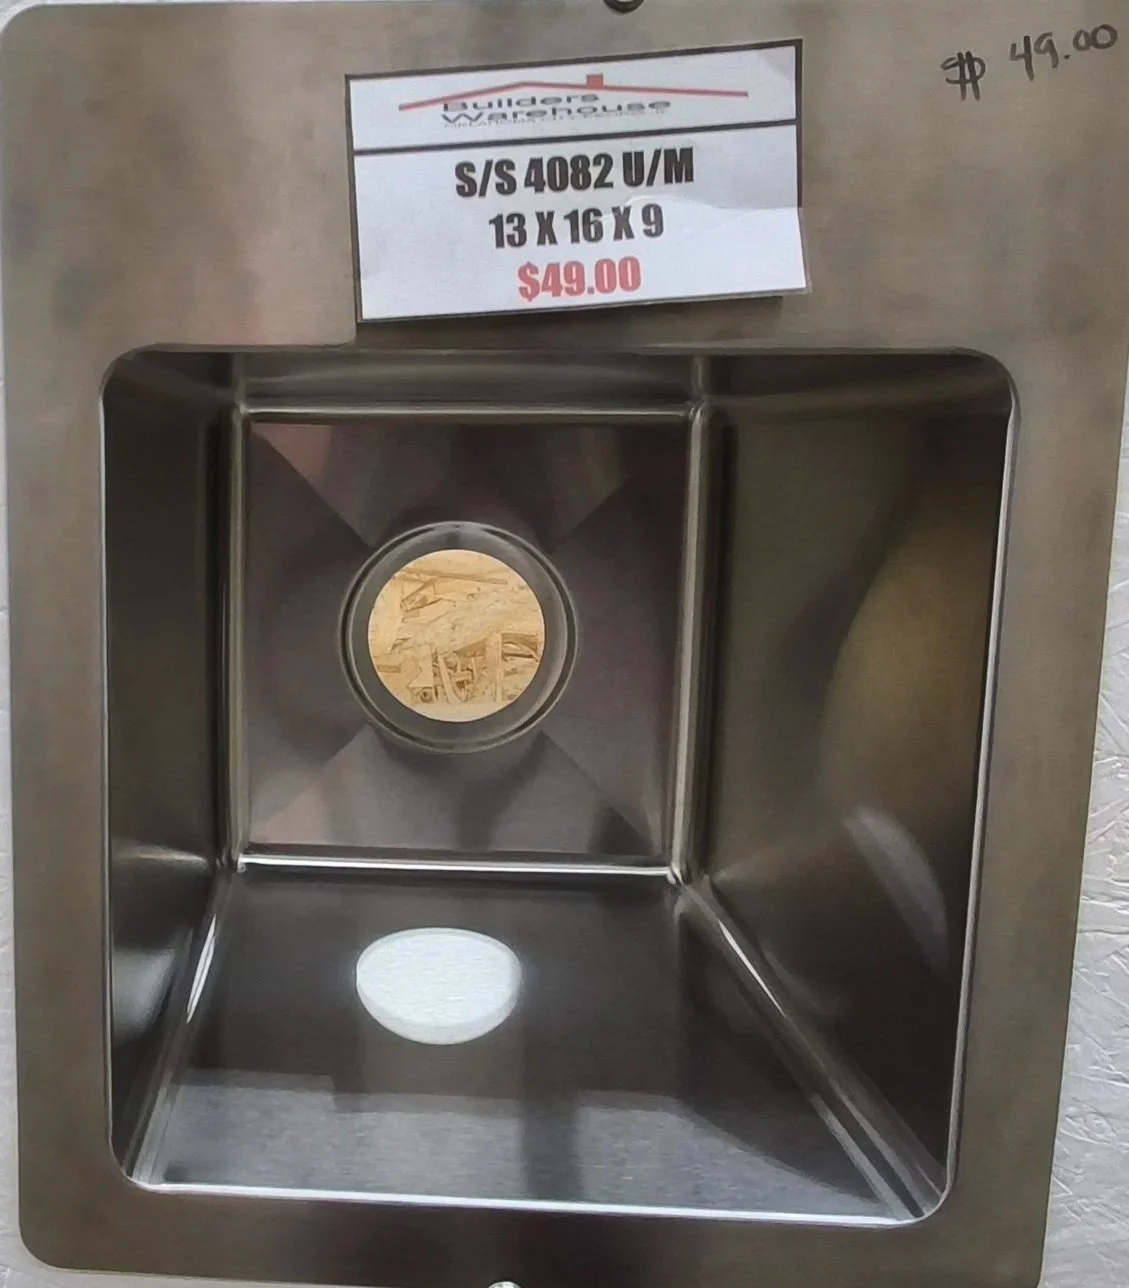 $ 49.00
Builders
Warehouse
S/S 4082 U/M
13 X 16 X 9
$49.00